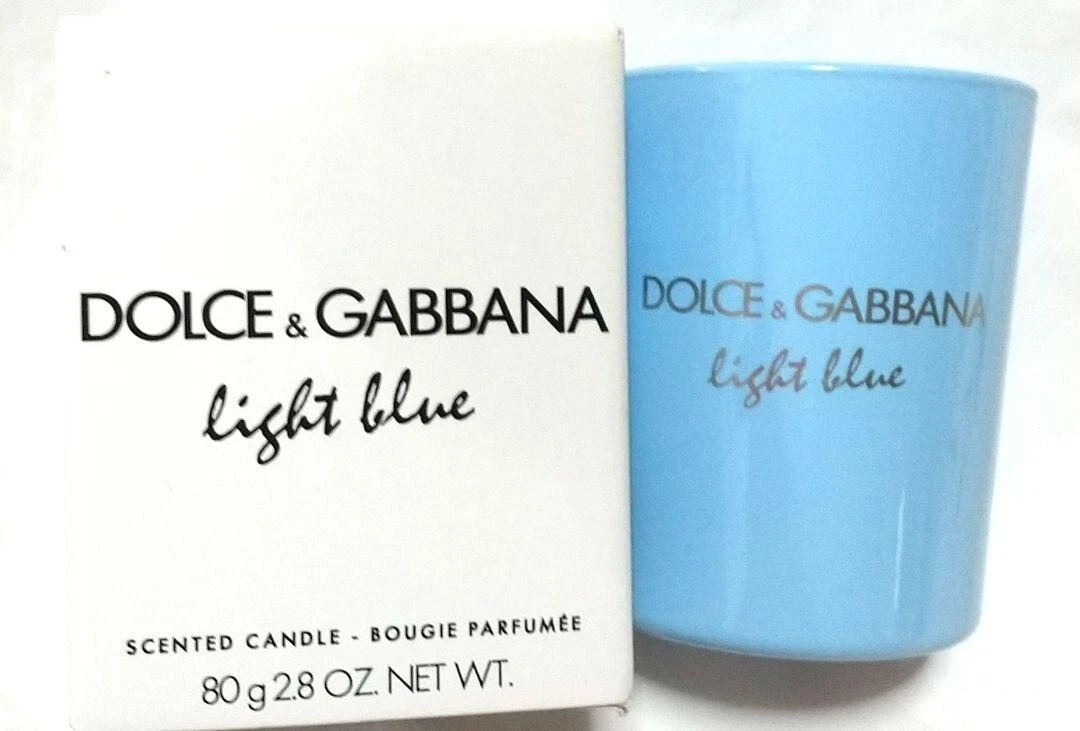 DOLCE & GABBANA
light blue
SCENTED CANDLE - BOUGIE PARFUMÉE
80 g 2.8 OZ. NET WT.
DOLCE & GABBANA
light blue